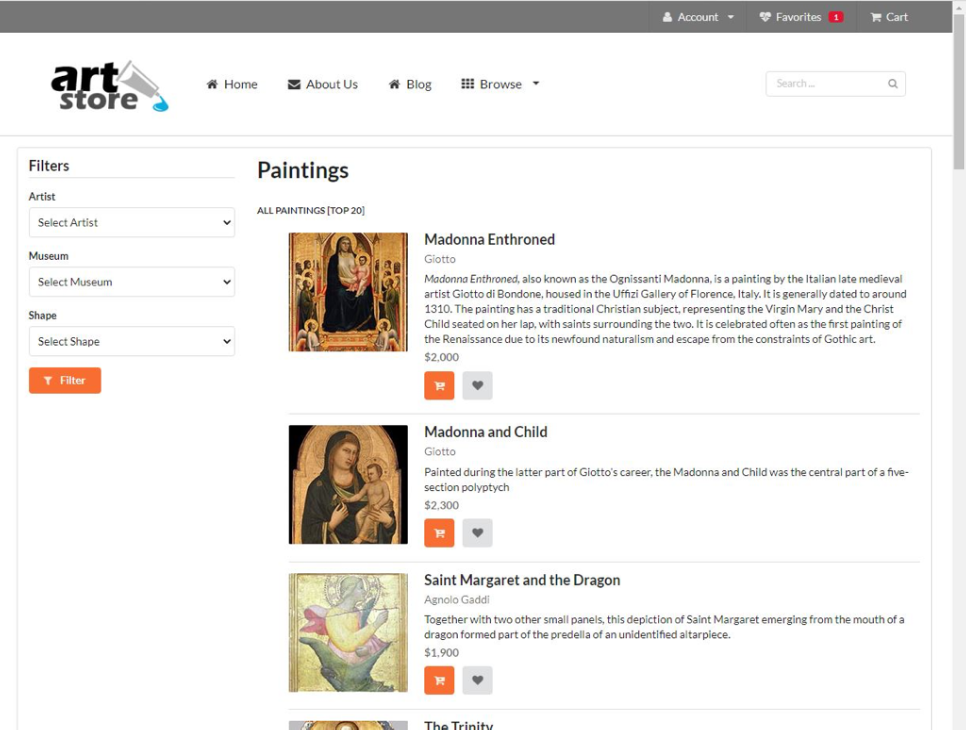 Account
Favorites 1
Cart
art
store
Home
About Us
Blog
Browse
Search ...
Filters
Artist
Select Artist
Museum
Select Museum
Shape
Select Shape
Filter
Paintings
ALL PAINTINGS [TOP 20]
Madonna Enthroned
Giotto
Madonna Enthroned, also known as the Ognissanti Madonna, is a painting by the Italian late medieval
artist Giotto di Bondone, housed in the Uffizi Gallery of Florence, Italy. It is generally dated to around
1310. The painting has a traditional Christian subject, representing the Virgin Mary and the Christ
Child seated on her lap, with saints surrounding the two. It is celebrated often as the first painting of
the Renaissance due to its newfound naturalism and escape from the constraints of Gothic art.
$2,000
Madonna and Child
Giotto
Painted during the latter part of Giotto's career, the Madonna and Child was the central part of a five-
section polyptych
$2,300
Saint Margaret and the Dragon
Agnolo Gaddi
Together with two other small panels, this depiction of Saint Margaret emerging from the mouth of a
dragon formed part of the predella of an unidentified altarpiece.
$1,900
The Trinity